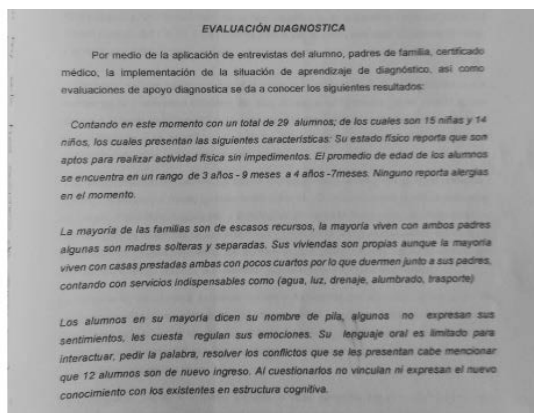 EVALUACIÓN DIAGNOSTICA
Por medio de la aplicación de entrevistas del alumno, padres de familia, certificado
médico, la implementación de la situación de aprendizaje de diagnóstico, así como
evaluaciones de apoyo diagnostica se da a conocer los siguientes resultados:
Contando en este momento con un total de 29 alumnos; de los cuales son 15 niñas y 14
niños, los cuales presentan las siguientes características: Su estado físico reporta que son
aptos para realizar actividad física sin impedimentos. El promedio de edad de los alumnos
se encuentra en un rango de 3 años - 9 meses a 4 años -7meses. Ninguno reporta alergias
en el momento.
La mayoría de las familias son de escasos recursos, la mayoría viven con ambos padres
algunas son madres solteras y separadas. Sus viviendas son propias aunque la mayoría
viven con casas prestadas ambas con pocos cuartos por lo que duermen junto a sus padres,
contando con servicios indispensables como (agua, luz, drenaje, alumbrado, trasporte)
Los alumnos en su mayoría dicen su nombre de pila, algunos no expresan sus
sentimientos, les cuesta regulan sus emociones. Su lenguaje oral es limitado para
interactuar, pedir la palabra, resolver los conflictos que se les presentan cabe mencionar
que 12 alumnos son de nuevo ingreso. Al cuestionarlos no vinculan ni expresan el nuevo
conocimiento con los existentes en estructura cognitiva.